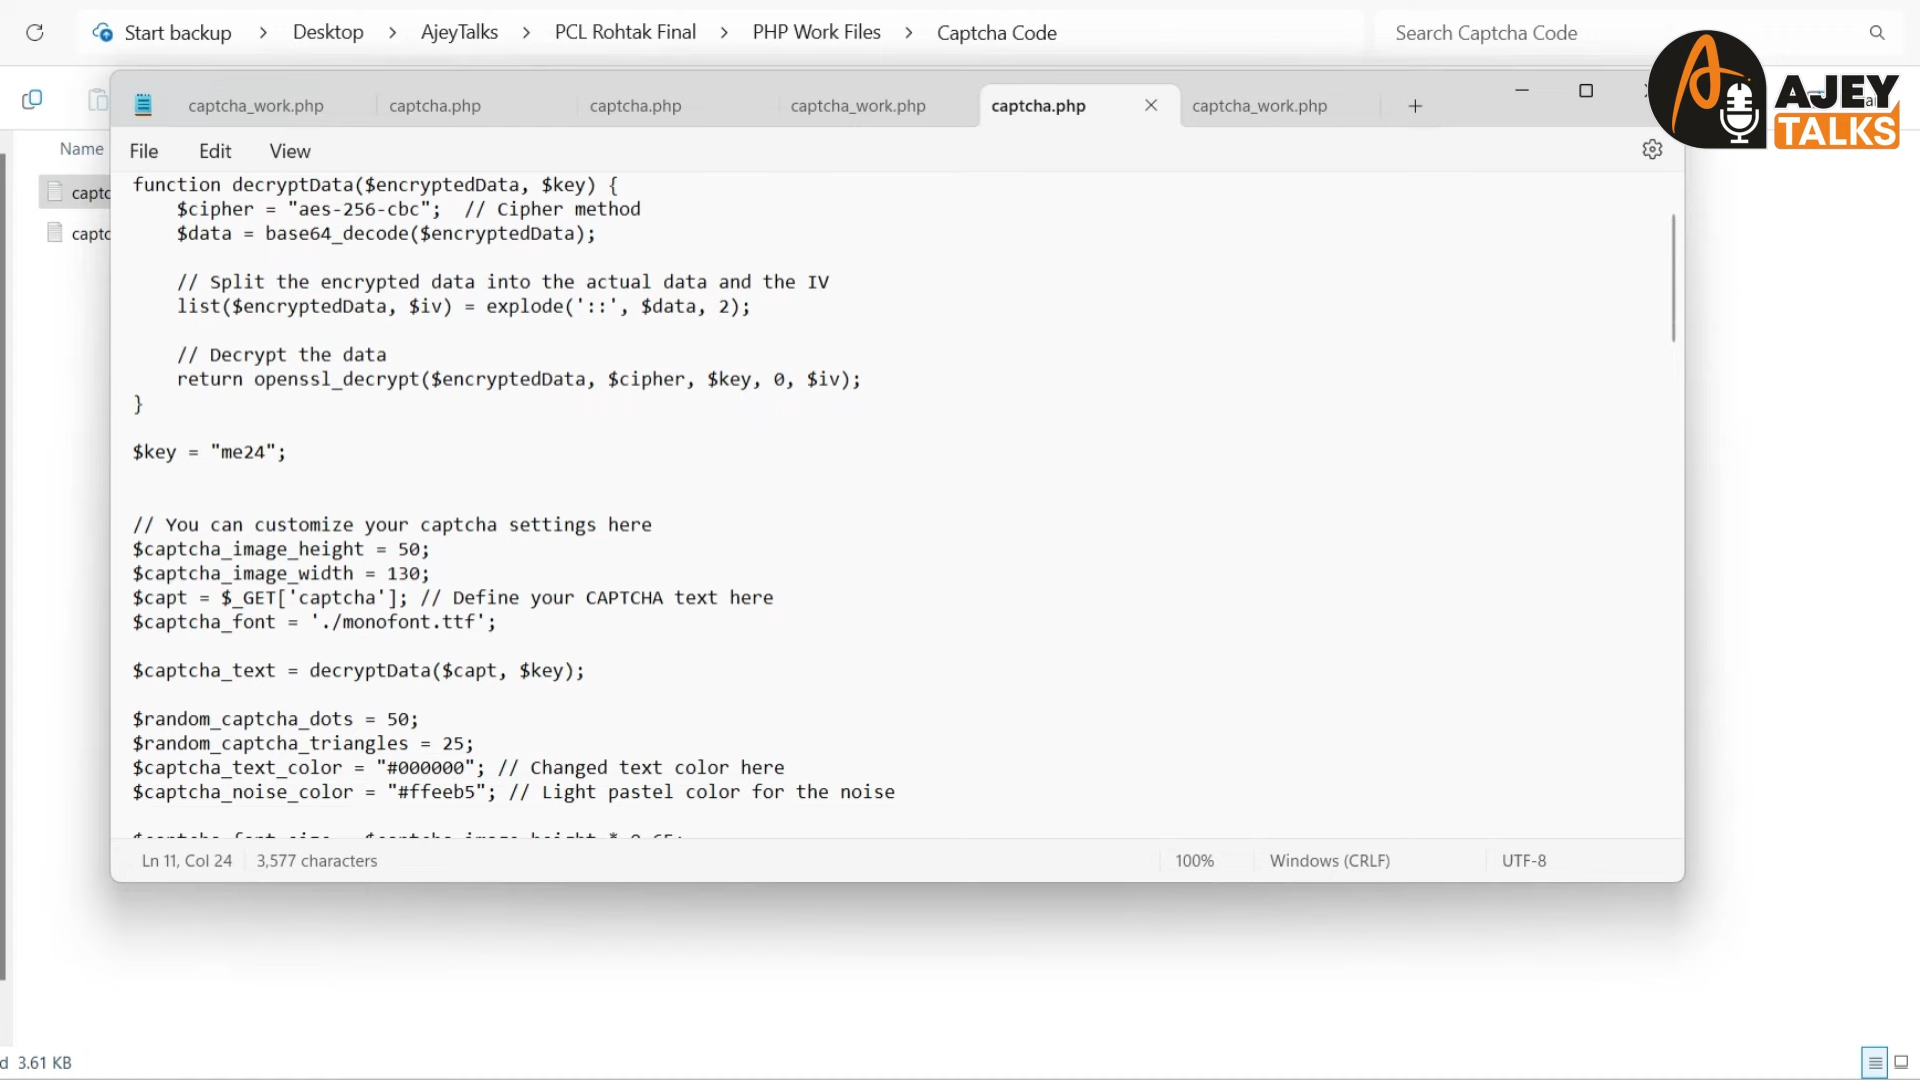 Start backup > Desktop > AjeyTalks > PCL Rohtak Final > PHP Work Files > Captcha Code
Search Captcha Code
AJEY
TALKS
captcha_work.php captcha.php captcha.php captcha_work.php captcha.php captcha_work.php
Name
File Edit View
function decryptData($encryptedData, $key) {
$cipher = "aes-256-cbc"; // Cipher method
$data = base64_decode($encryptedData);
// Split the encrypted data into the actual data and the IV
list($encryptedData, $iv) = explode('::', $data, 2);
// Decrypt the data
return openssl_decrypt($encryptedData, $cipher, $key, 0, $iv);
}
$key = "me24";
// You can customize your captcha settings here
$captcha_image_height = 50;
$captcha_image_width = 130;
$capt = $_GET['captcha']; // Define your CAPTCHA text here
$captcha_font = './monofont.ttf';
$captcha_text = decryptData($capt, $key);
$random_captcha_dots = 50;
$random_captcha_triangles = 25;
$captcha_text_color = "#000000"; // Changed text color here
$captcha_noise_color = "#ffeeb5"; // Light pastel color for the noise
Ln 11, Col 24 3,577 characters 100% Windows (CRLF) UTF-8
3.61 KB